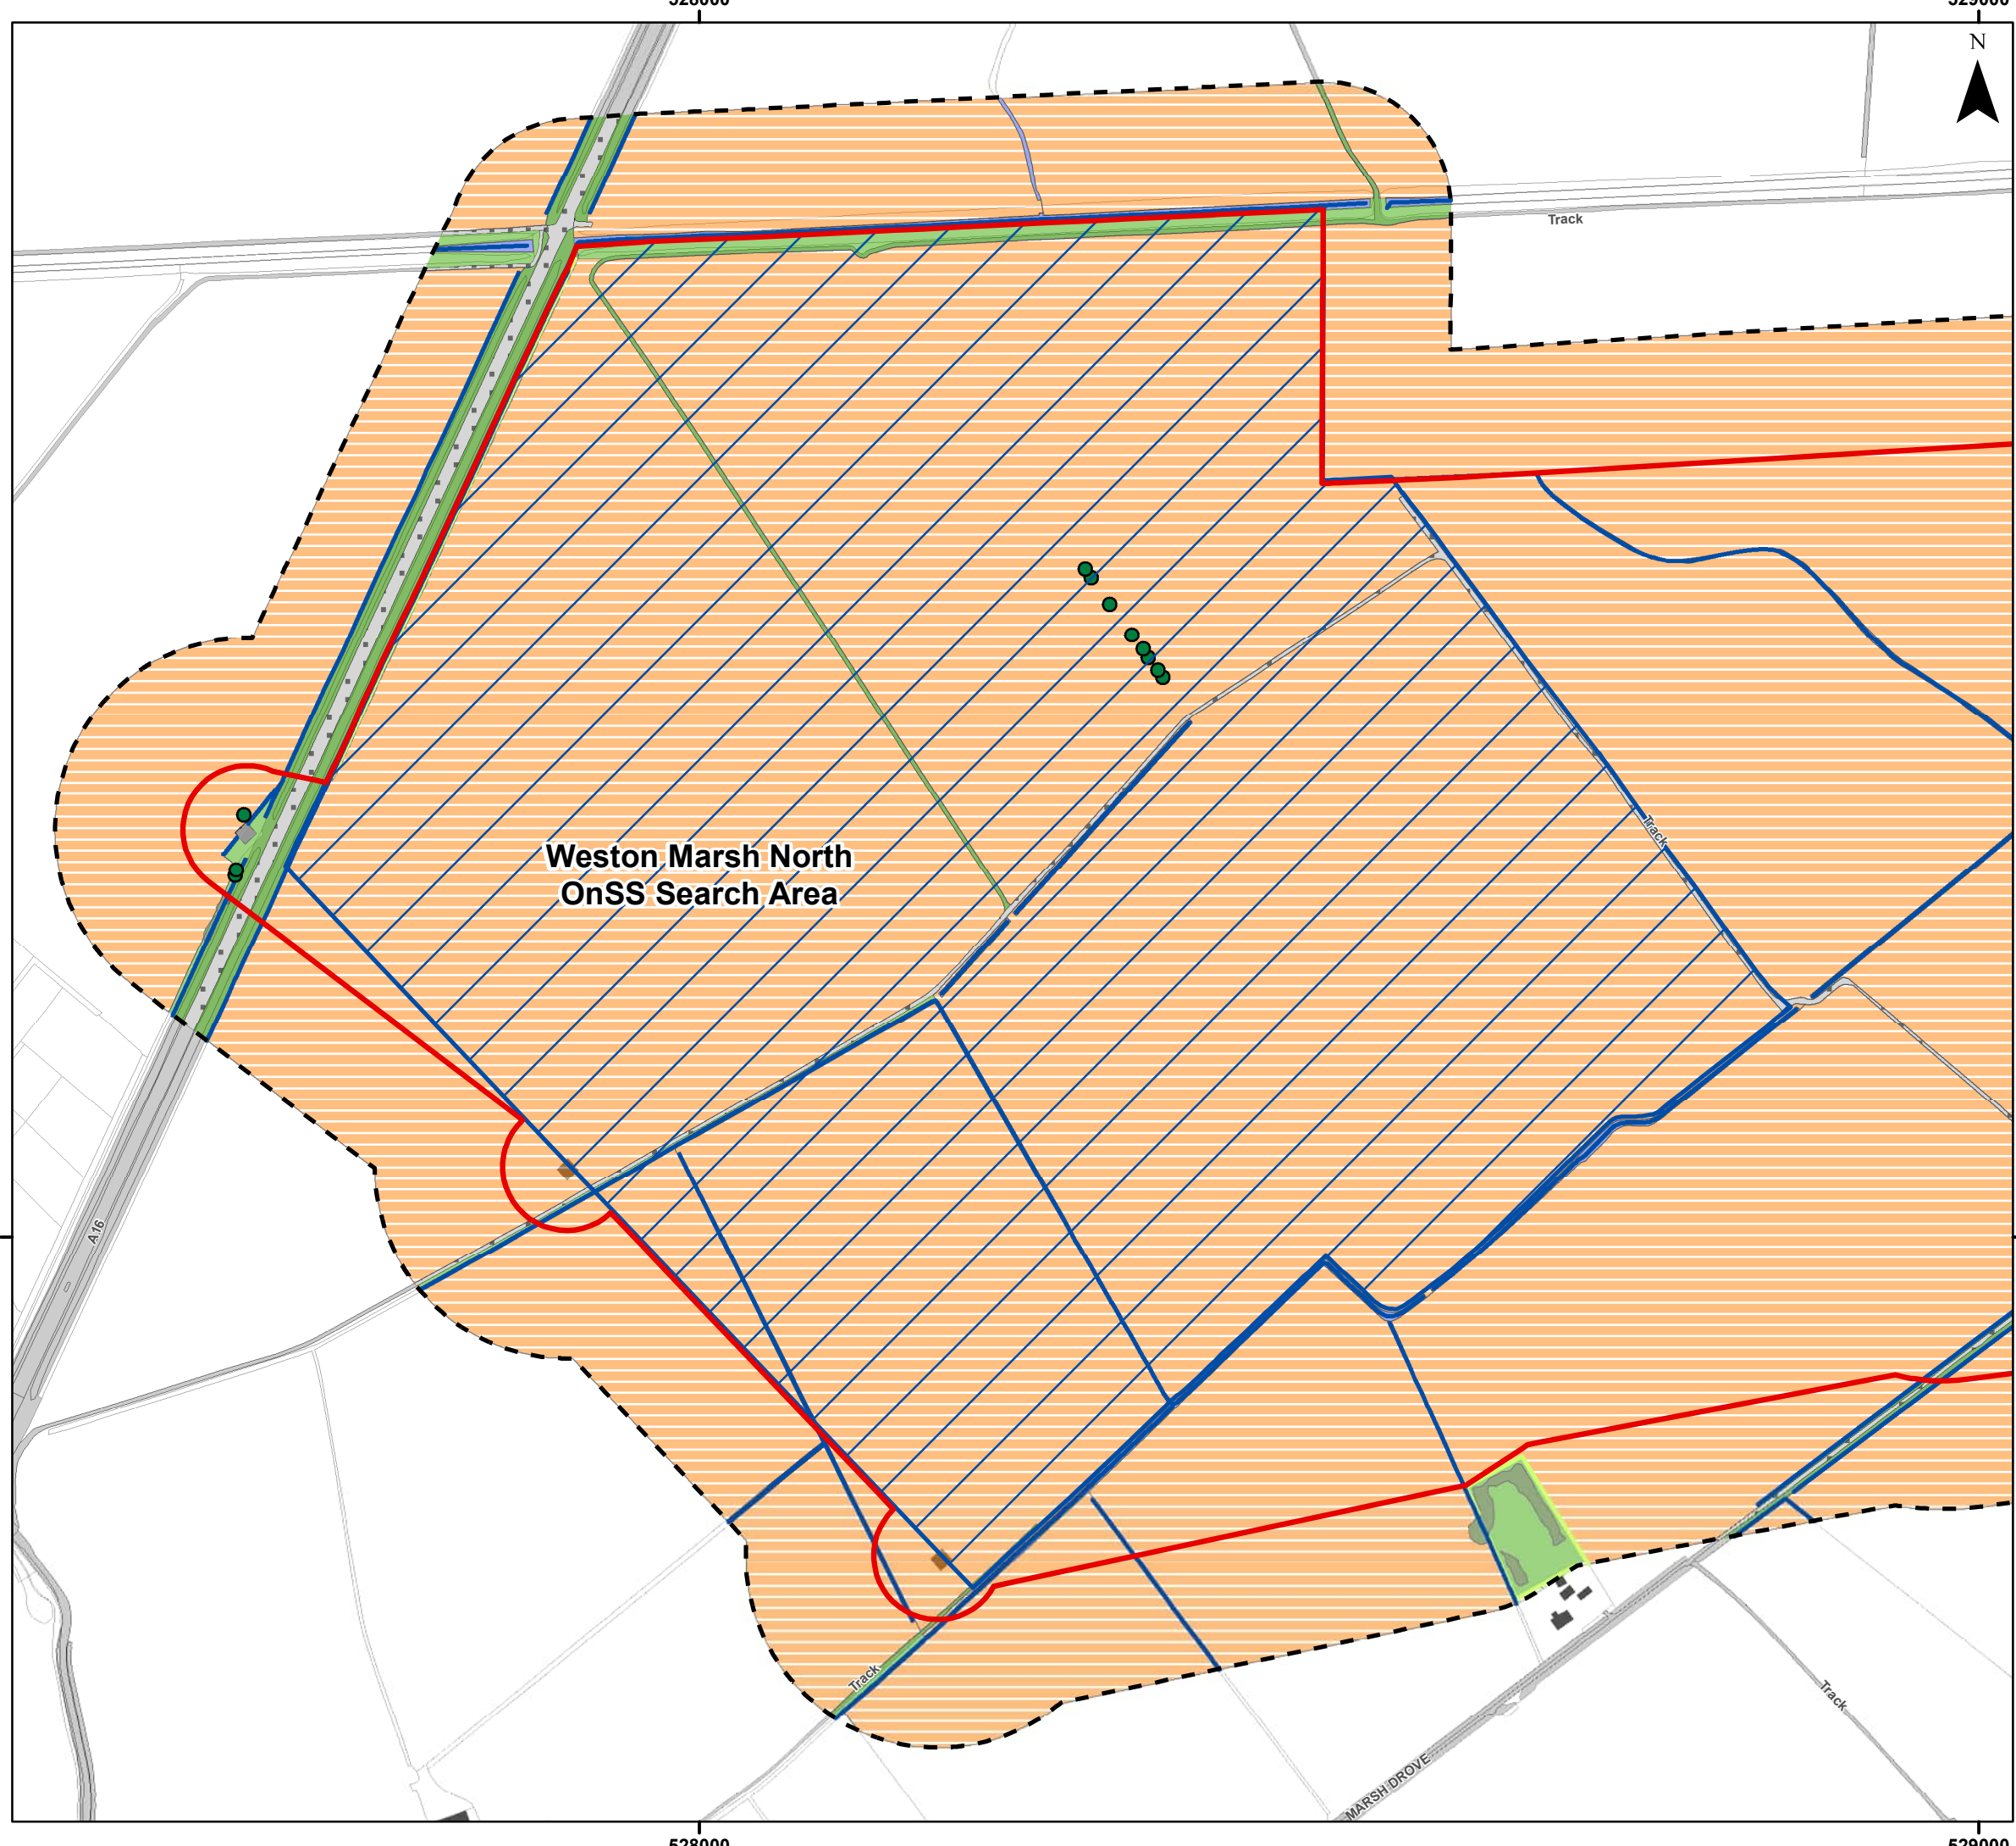 528000
529000
N
Track
Track
Weston Marsh North
OnSS Search Area
A16
Track
Track
MARSH DROVE
528000
529000